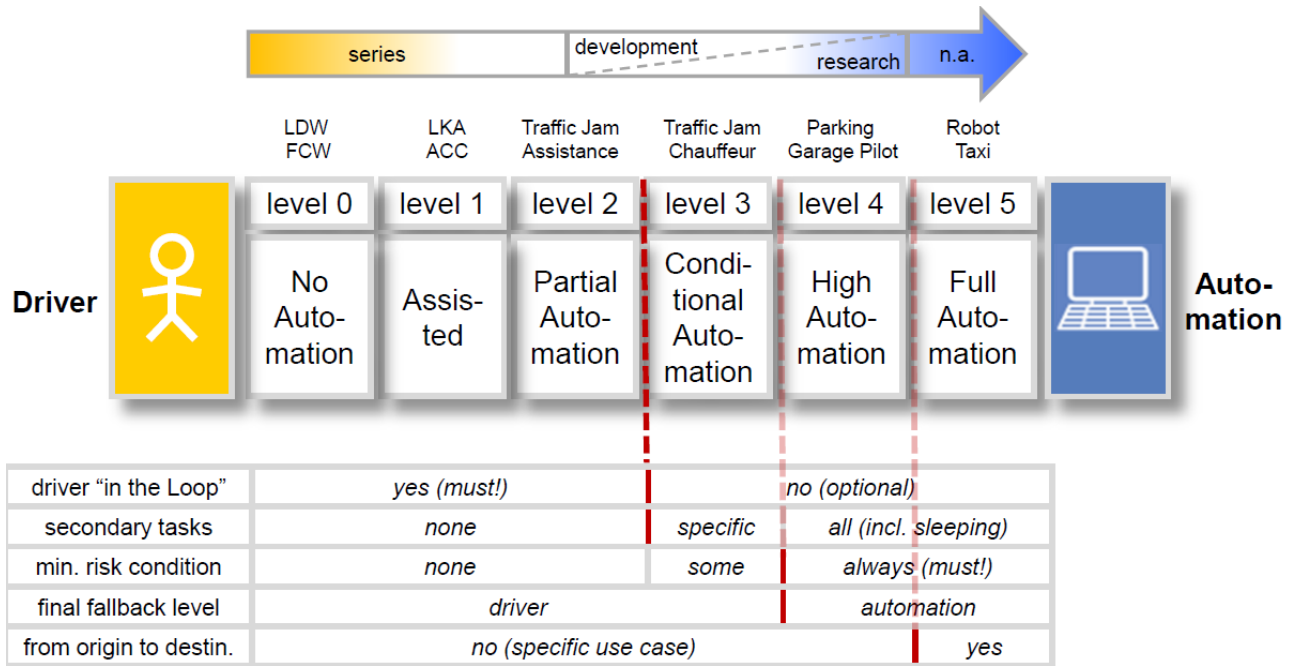 series
development
research
n.a.
LDW
FCW
LKA
ACC
Traffic Jam
Assistance
Traffic Jam
Chauffeur
Parking
Garage Pilot
Robot
Taxi
level 0
level 1
level 2
level 3
level 4
level 5
Driver
No
Auto-
mation
Assis-
ted
Partial
Auto-
mation
Condi-
tional
Auto-
mation
High
Auto-
mation
Full
Auto-
mation
Auto-
mation
driver “in the Loop” yes (must!) no (optional)
secondary tasks none specific all (incl. sleeping)
min. risk condition none some always (must!)
final fallback level driver automation
from origin to destin. no (specific use case) yes